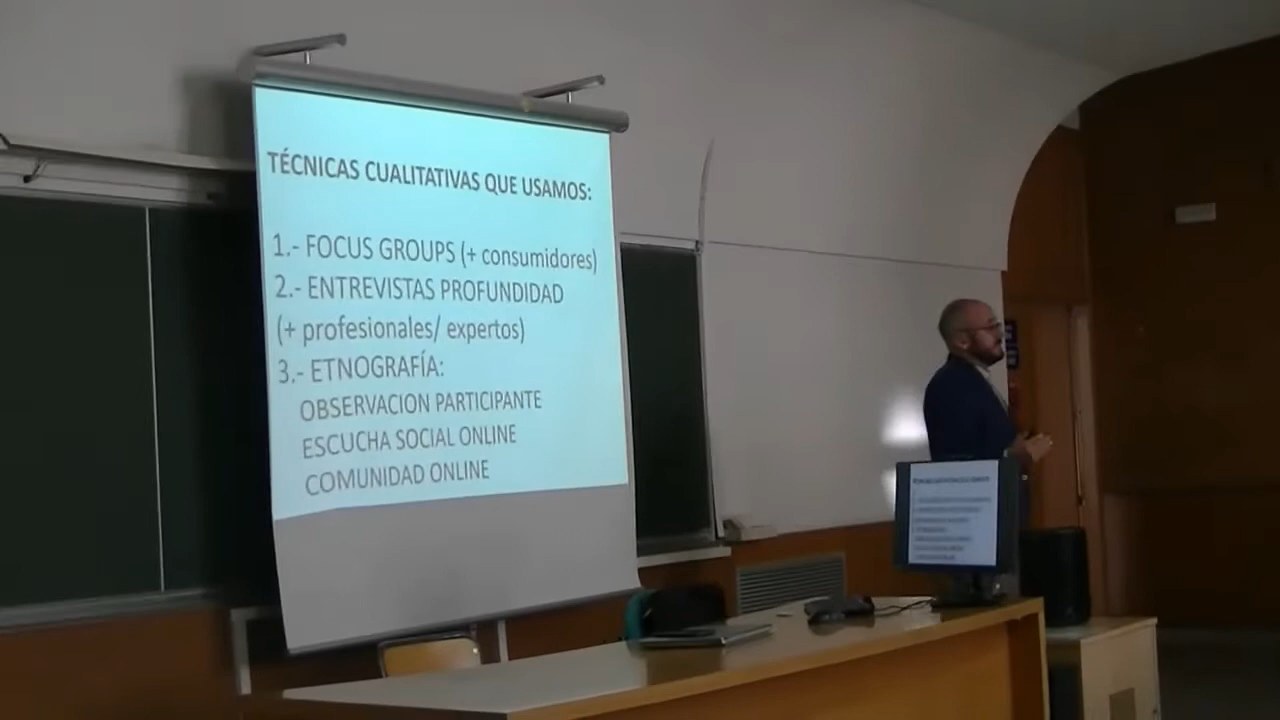 TÉCNICAS CUALITATIVAS QUE USAMOS:
1.- FOCUS GROUPS (+ consumidores)
2.- ENTREVISTAS PROFUNDIDAD
(+ profesionales/ expertos)
3.- ETNOGRAFÍA:
OBSERVACION PARTICIPANTE
ESCUCHA SOCIAL ONLINE
COMUNIDAD ONLINE